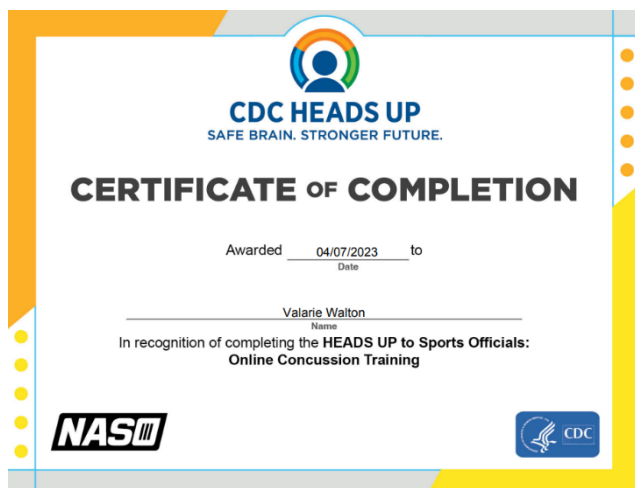 CDC HEADS UP
SAFE BRAIN. STRONGER FUTURE.
CERTIFICATE OF COMPLETION
Awarded 04/07/2023 to
Date
Valarie Walton
Name
In recognition of completing the HEADS UP to Sports Officials:
Online Concussion Training
NASO
CDC